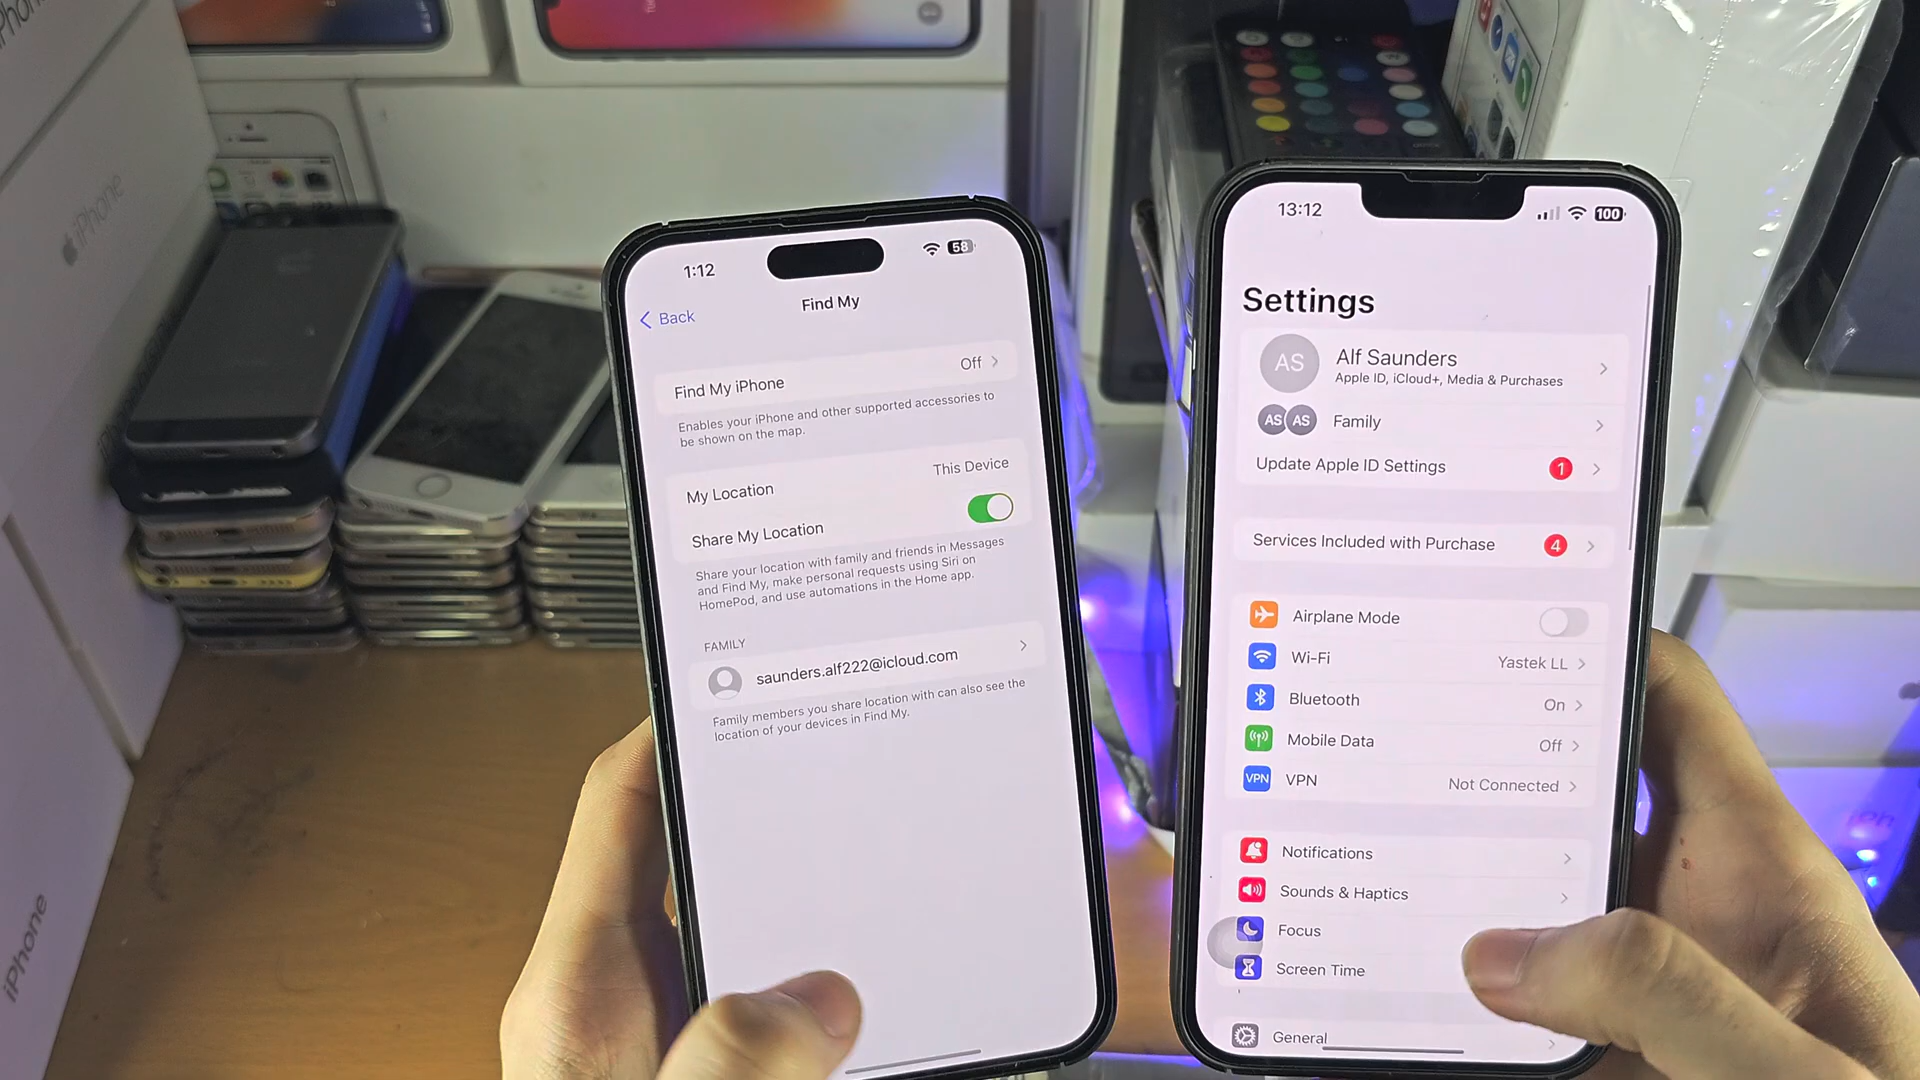 iPhone
iPhone
iPhone
1:12
58
Back
Find My
Find My iPhone
Off
Enables your iPhone and other supported accessories to
be shown on the map.
My Location
This Device
Share My Location
Share your location with family and friends in Messages
and Find My, make personal requests using Siri on
HomePod, and use automations in the Home app.
FAMILY
saunders.alf222@icloud.com
Family members you share location with can also see the
location of your devices in Find My.
13:12
100
Settings
AS
Alf Saunders
Apple ID, iCloud+, Media & Purchases
AS AS
Family
Update Apple ID Settings
1
Services Included with Purchase
4
Airplane Mode
Wi-Fi
Yastek LL
Bluetooth
On
Mobile Data
Off
VPN
VPN
Not Connected
Notifications
Sounds & Haptics
Focus
Screen Time
General